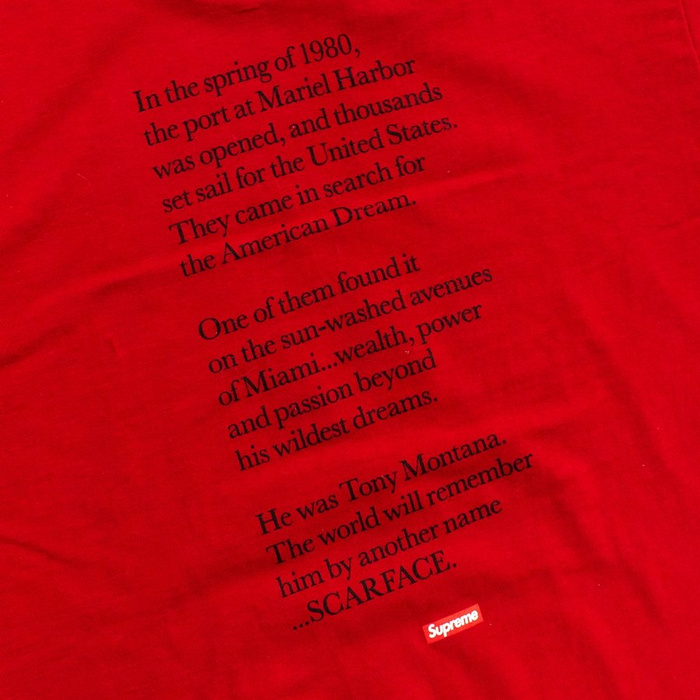 In the spring of 1980,
the port at Mariel Harbor
was opened, and thousands
set sail for the United States.
They came in search for
the American Dream.
One of them found it
on the sun-washed avenues
of Miami...wealth, power
and passion beyond
his wildest dreams.
He was Tony Montana.
The world will remember
him by another name
...SCARFACE.
Supreme